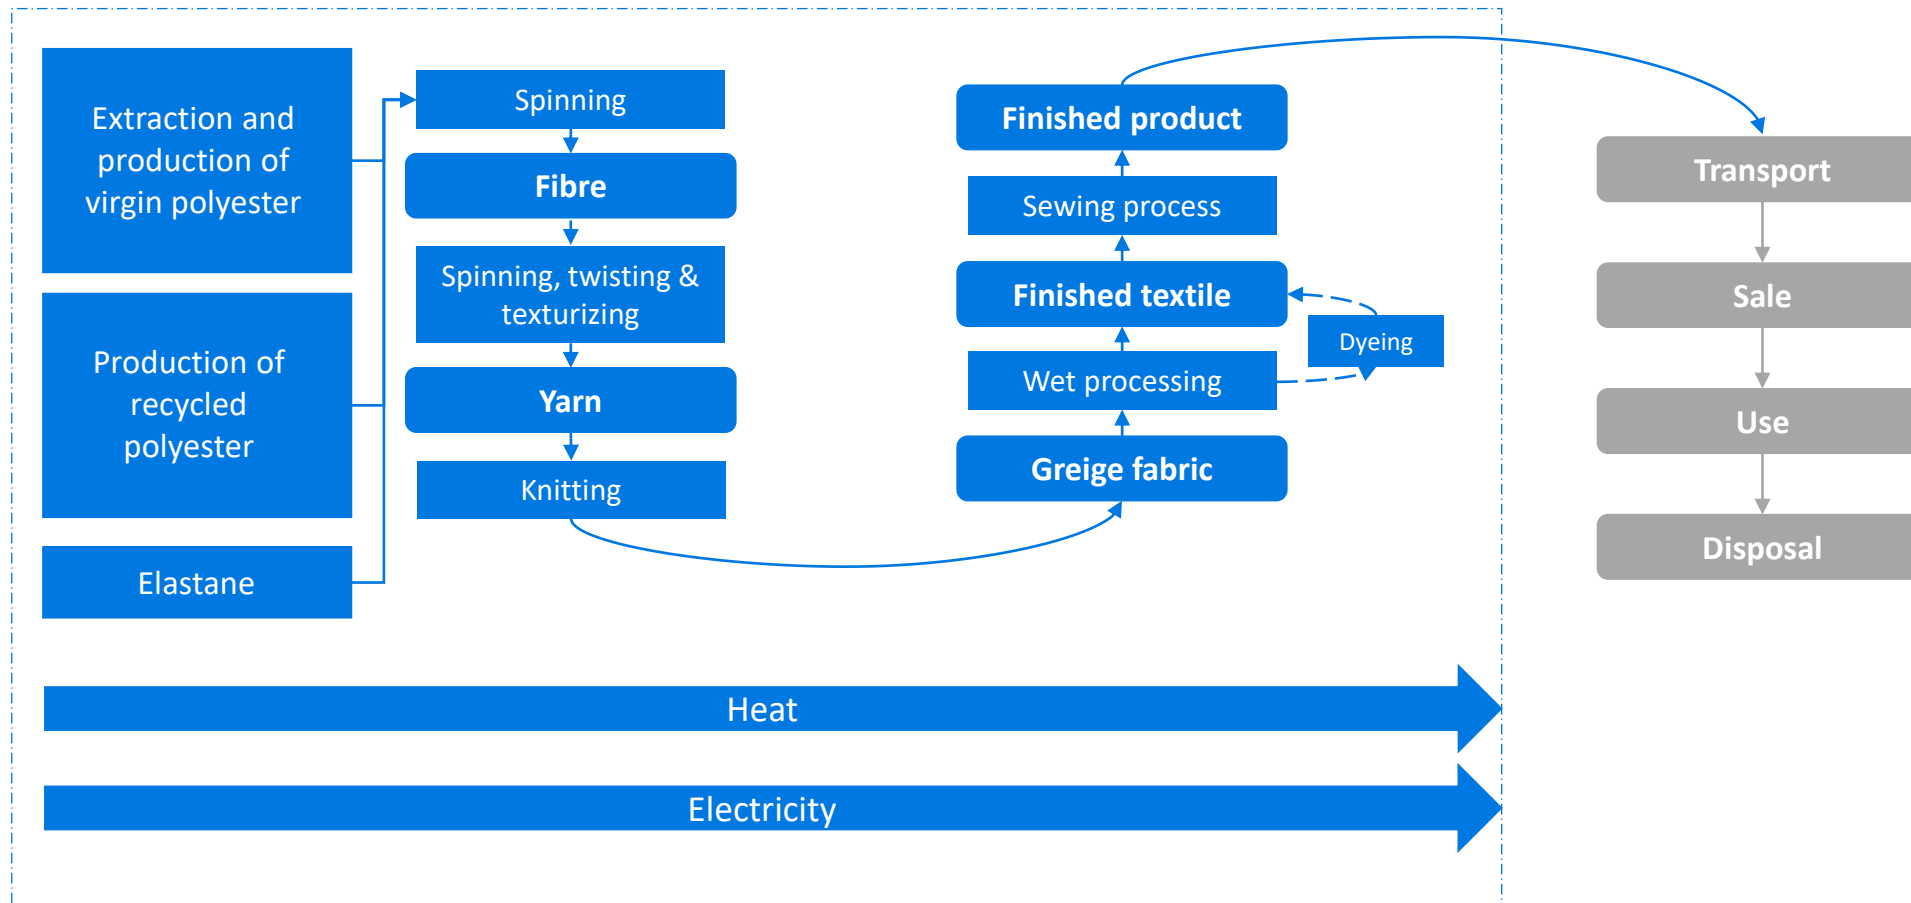 Extraction and
production of
virgin polyester
Production of
recycled
polyester
Elastane
Spinning
Fibre
Spinning, twisting &
texturizing
Yarn
Knitting
Finished product
Sewing process
Finished textile
Dyeing
Wet processing
Greige fabric
Transport
Sale
Use
Disposal
Heat
Electricity